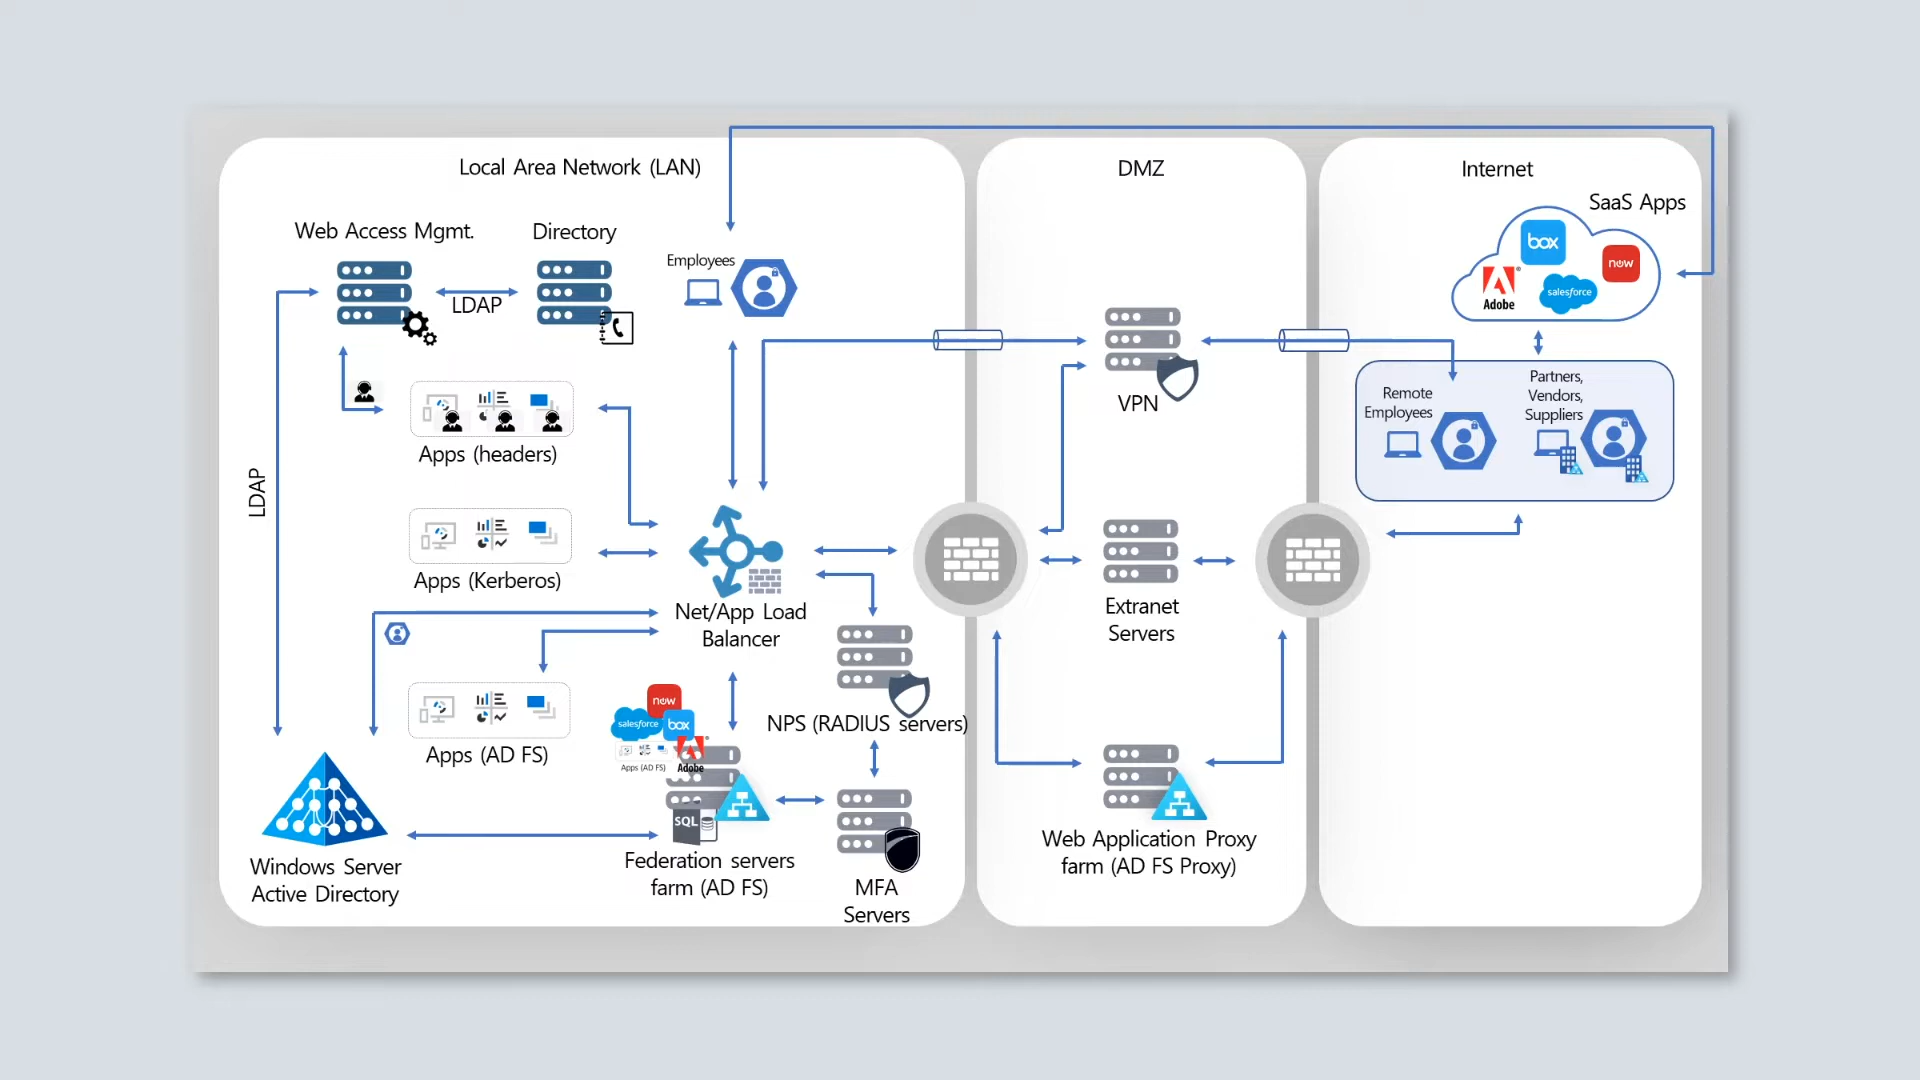 Local Area Network (LAN)
DMZ
Internet
SaaS Apps
box
now
Adobe
salesforce
Web Access Mgmt.
Directory
LDAP
Employees
VPN
Remote
Employees
Partners,
Vendors,
Suppliers
Apps (headers)
LDAP
Apps (Kerberos)
Net/App Load
Balancer
Extranet
Servers
Apps (AD FS)
now
salesforce
box
Apps (AD FS)
Adobe
SQL
NPS (RADIUS servers)
Windows Server
Active Directory
Federation servers
farm (AD FS)
MFA
Servers
Web Application Proxy
farm (AD FS Proxy)